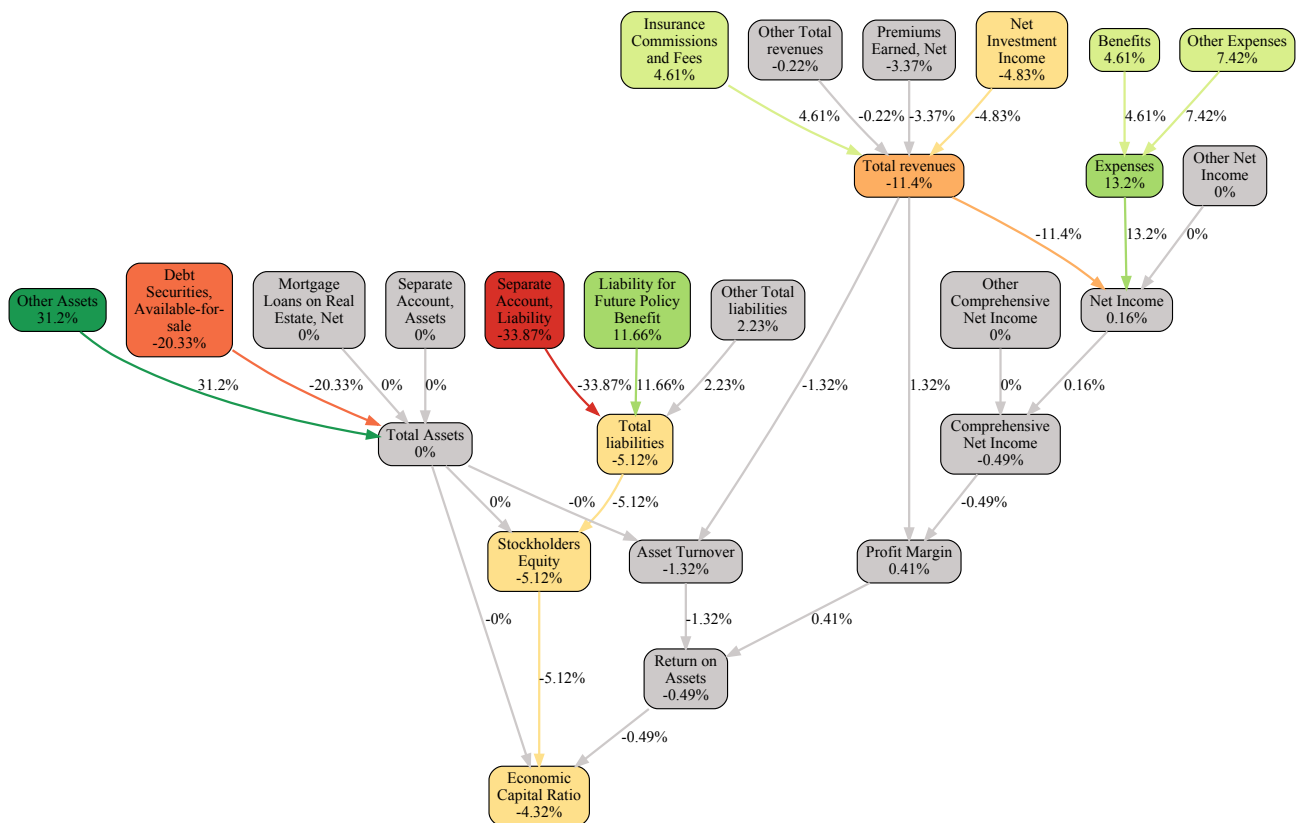 Insurance
Commissions
and Fees
4.61%
Other Total
revenues
-0.22%
Premiums
Earned, Net
-3.37%
Net
Investment
Income
-4.83%
Benefits
4.61%
Other Expenses
7.42%
4.61%
-0.22%
-3.37%
-4.83%
4.61%
7.42%
Total revenues
-11.4%
Expenses
13.2%
Other Net
Income
0%
-11.4%
13.2%
0%
Other Assets
31.2%
Debt
Securities,
Available-for-
sale
-20.33%
Mortgage
Loans on Real
Estate, Net
0%
Separate
Account,
Assets
0%
Separate
Account,
Liability
-33.87%
Liability for
Future Policy
Benefit
11.66%
Other Total
liabilities
2.23%
Other
Comprehensive
Net Income
0%
Net Income
0.16%
31.2%
-20.33%
0%
0%
-33.87%
11.66%
2.23%
-1.32%
1.32%
0%
0.16%
Total Assets
0%
Total
liabilities
-5.12%
Comprehensive
Net Income
-0.49%
0%
-0%
-5.12%
-0.49%
Stockholders
Equity
-5.12%
Asset Turnover
-1.32%
Profit Margin
0.41%
-0%
-1.32%
0.41%
-5.12%
Return on
Assets
-0.49%
-0.49%
Economic
Capital Ratio
-4.32%